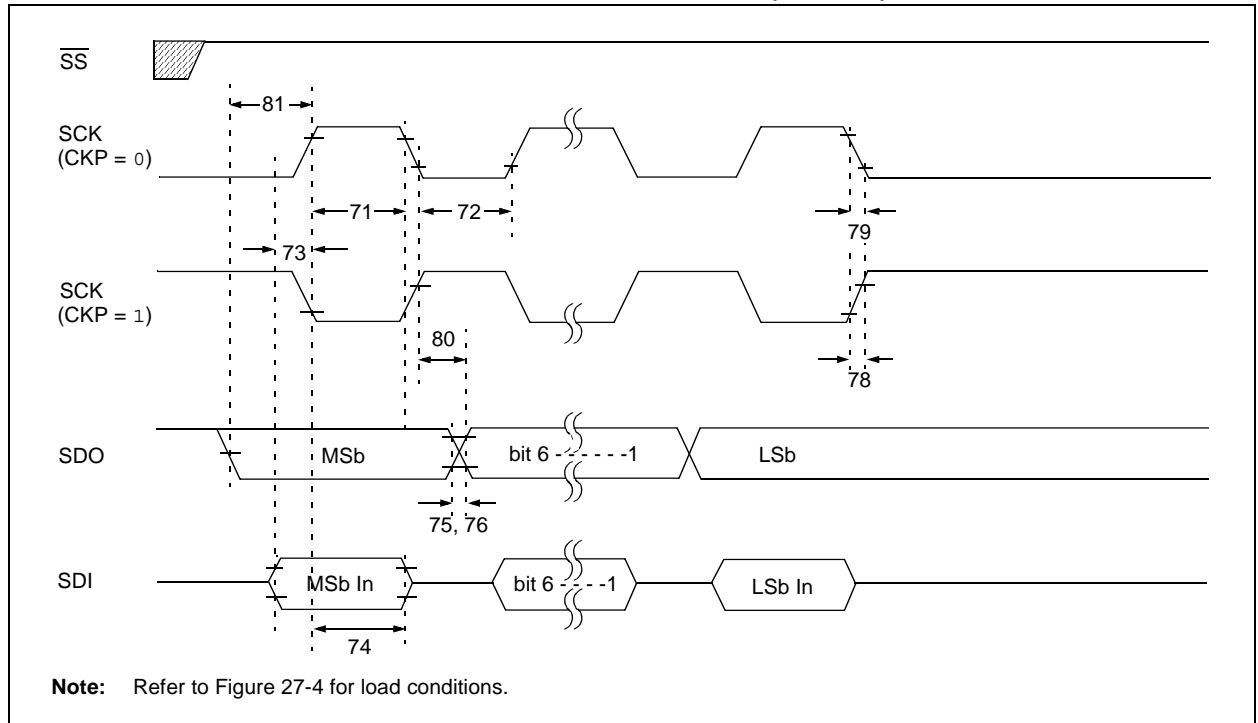 SS
81
SCK
(CKP = 0)
71
72
79
73
SCK
(CKP = 1)
80
78
SDO
MSb
bit 6 - - - - - - -1
LSb
75, 76
SDI
MSb In
bit 6 - - - - -1
LSb In
74
Note: Refer to Figure 27-4 for load conditions.